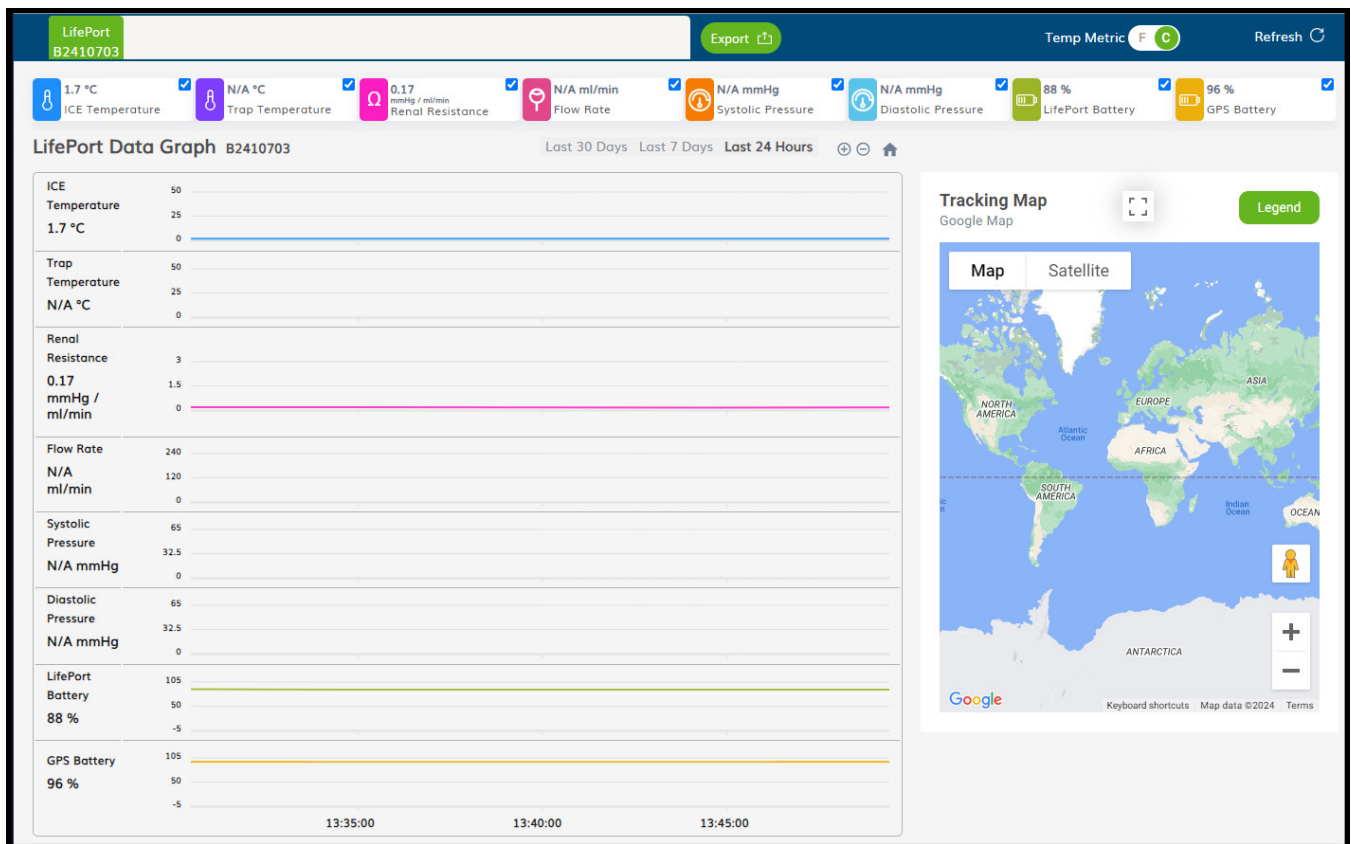 LifePort
B2410703
Export
Temp Metric F C
Refresh
1.7 °C
ICE Temperature
N/A °C
Trap Temperature
0.17
mmHg / ml/min
Renal Resistance
N/A ml/min
Flow Rate
N/A mmHg
Systolic Pressure
N/A mmHg
Diastolic Pressure
88 %
LifePort Battery
96 %
GPS Battery
LifePort Data Graph B2410703
Last 30 Days Last 7 Days Last 24 Hours
ICE
Temperature
1.7 °C
50
25
0
Trap
Temperature
N/A °C
50
25
0
Renal
Resistance
0.17
mmHg /
ml/min
3
1.5
0
Flow Rate
N/A
ml/min
240
120
0
Systolic
Pressure
N/A mmHg
65
32.5
0
Diastolic
Pressure
N/A mmHg
65
32.5
0
LifePort
Battery
88 %
105
50
-5
GPS Battery
96 %
105
50
-5
13:35:00 13:40:00 13:45:00
Tracking Map
Google Map
Legend
Map Satellite
ASIA
EUROPE
NORTH
AMERICA
Atlantic
Ocean
AFRICA
SOUTH
AMERICA
Indian
Ocean
OCEAN
ANTARCTICA
Google
Keyboard shortcuts Map data ©2024 Terms